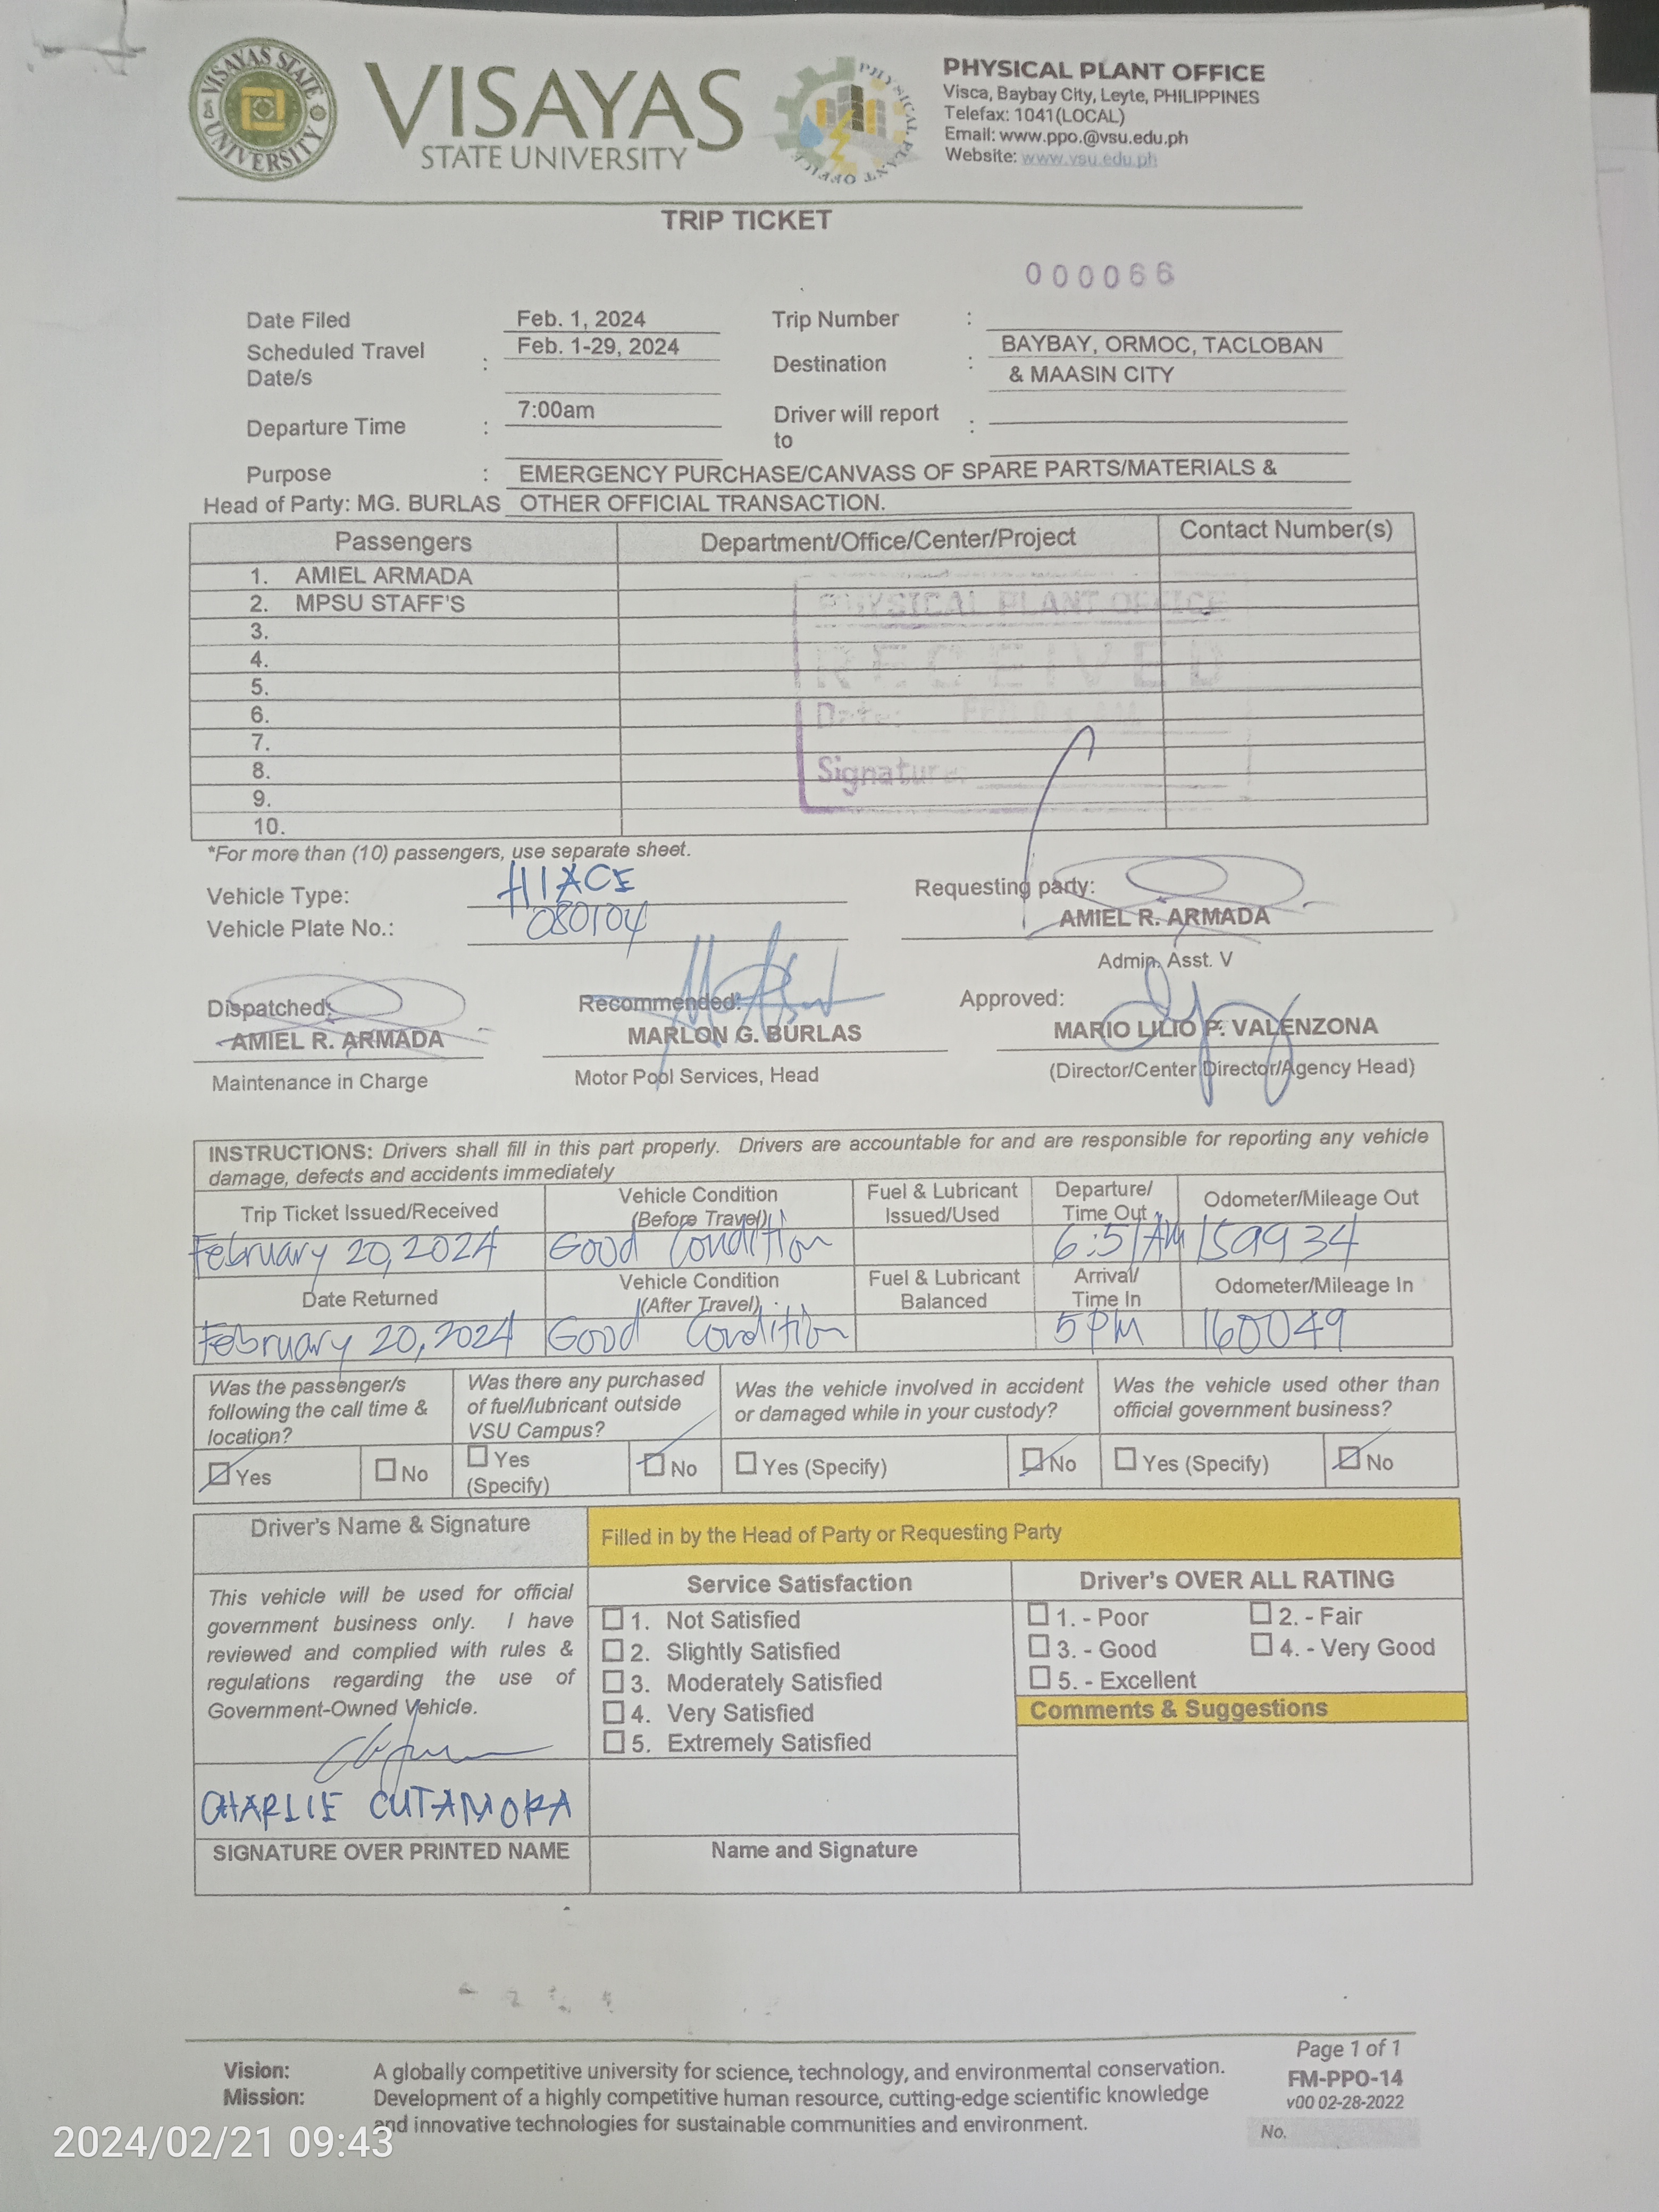 VISAYAS STATE UNIVERSITY
VISAYAS
STATE UNIVERSITY
PHYSICAL PLANT OFFICE
PHYSICAL PLANT OFFICE
Visca, Baybay City, Leyte, PHILIPPINES
Telefax: 1041(LOCAL)
Email: www.ppo.@vsu.edu.ph
Website: www.vsu.edu.ph
TRIP TICKET
000066
Date Filed Feb. 1, 2024 Trip Number :
Scheduled Travel Date/s : Feb. 1-29, 2024 Destination : BAYBAY, ORMOC, TACLOBAN
& MAASIN CITY
Departure Time : 7:00am Driver will report to :
Purpose : EMERGENCY PURCHASE/CANVASS OF SPARE PARTS/MATERIALS &
Head of Party: MG. BURLAS OTHER OFFICIAL TRANSACTION.
Passengers Department/Office/Center/Project Contact Number(s)
1. AMIEL ARMADA
2. MPSU STAFF'S
3.
4.
5.
6.
7.
8.
9.
10.
PHYSICAL PLANT OFFICE
RECEIVED
Date:
Signature:
*For more than (10) passengers, use separate sheet.
Vehicle Type: HIACE
Vehicle Plate No.: 080104
Requesting party:
AMIEL R. ARMADA
Admin. Asst. V
Dispatched: Recommended: Approved:
AMIEL R. ARMADA MARLON G. BURLAS MARIO LILIO P. VALENZONA
Maintenance in Charge Motor Pool Services, Head (Director/Center Director/Agency Head)
INSTRUCTIONS: Drivers shall fill in this part properly. Drivers are accountable for and are responsible for reporting any vehicle
damage, defects and accidents immediately
Trip Ticket Issued/Received Vehicle Condition (Before Travel) Fuel & Lubricant Issued/Used Departure/ Time Out Odometer/Mileage Out
February 20, 2024 Good Condition 6:51AM 159934
Date Returned Vehicle Condition (After Travel) Fuel & Lubricant Balanced Arrival/ Time In Odometer/Mileage In
February 20, 2024 Good Condition 5PM 160049
Was the passenger/s following the call time & location?
Was there any purchased of fuel/lubricant outside VSU Campus?
Was the vehicle involved in accident or damaged while in your custody?
Was the vehicle used other than official government business?
Yes No Yes (Specify) No Yes (Specify) No Yes (Specify) No
Driver's Name & Signature Filled in by the Head of Party or Requesting Party
This vehicle will be used for official
government business only. I have
reviewed and complied with rules &
regulations regarding the use of
Government-Owned Vehicle.
CHARLIE CUTAMORA
SIGNATURE OVER PRINTED NAME
Service Satisfaction
1. Not Satisfied
2. Slightly Satisfied
3. Moderately Satisfied
4. Very Satisfied
5. Extremely Satisfied
Name and Signature
Driver's OVER ALL RATING
1. - Poor 2. - Fair
3. - Good 4. - Very Good
5. - Excellent
Comments & Suggestions
Vision: A globally competitive university for science, technology, and environmental conservation.
Mission: Development of a highly competitive human resource, cutting-edge scientific knowledge
and innovative technologies for sustainable communities and environment.
Page 1 of 1
FM-PPO-14
v00 02-28-2022
No.
2024/02/21 09:43